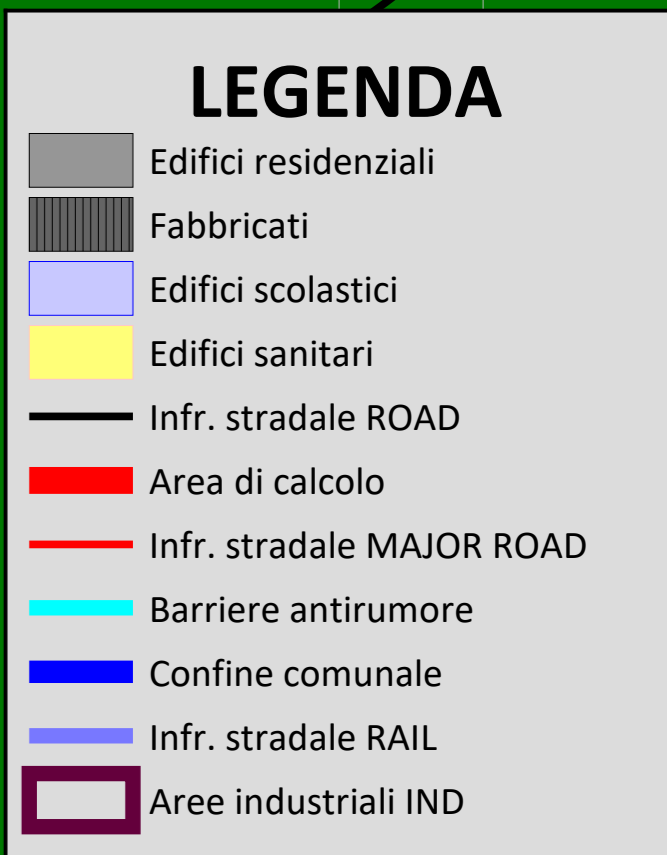 LEGENDA
Edifici residenziali
Fabbricati
Edifici scolastici
Edifici sanitari
Infr. stradale ROAD
Area di calcolo
Infr. stradale MAJOR ROAD
Barriere antirumore
Confine comunale
Infr. stradale RAIL
Aree industriali IND